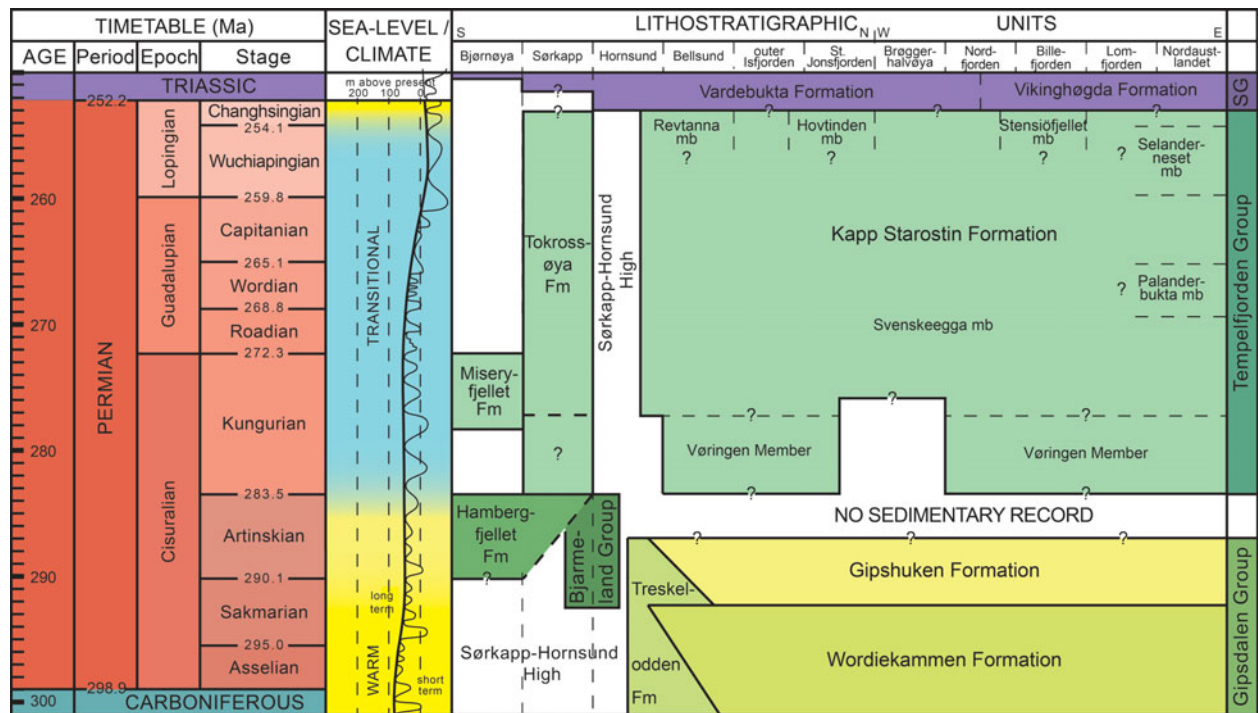 TIMETABLE (Ma)
AGE
Period
Epoch
Stage
SEA-LEVEL /
CLIMATE
LITHOSTRATIGRAPHIC
UNITS
S
N
W
E
Bjørnøya
Sørkapp
Hornsund
Bellsund
outer
Isfjorden
St.
Jonsfjorden
Brøgger-
halvøya
Nord-
fjorden
Bille-
fjorden
Lom-
fjorden
Nordaust-
landet
TRIASSIC
252.2
Changhsingian
254.1
Wuchiapingian
259.8
Capitanian
265.1
Wordian
268.8
Roadian
272.3
Kungurian
283.5
Artinskian
290.1
Sakmarian
295.0
Asselian
298.9
CARBONIFEROUS
260
270
280
290
300
PERMIAN
Lopingian
Guadalupian
Cisuralian
m above present
200 100 0
TRANSITIONAL
WARM
long
term
short
term
?
?
Vardebukta Formation
Vikinghøgda Formation
SG
?
?
?
Revtanna
mb
?
Hovtinden
mb
?
Stensiöfjellet
mb
?
?
Selander-
neset
mb
Kapp Starostin Formation
Tokross-
øya
Fm
Sørkapp-Hornsund
High
?
Palander-
bukta mb
Svenskeegga mb
Tempelfjorden Group
Misery-
fjellet
Fm
?
?
?
?
Vøringen Member
Vøringen Member
?
?
?
Hamberg-
fjellet
Fm
?
Bjarme-
land Group
NO SEDIMENTARY RECORD
?
?
?
Gipshuken Formation
Treskel-
odden
Fm
Sørkapp-Hornsund
High
Wordiekammen Formation
Gipsdalen Group